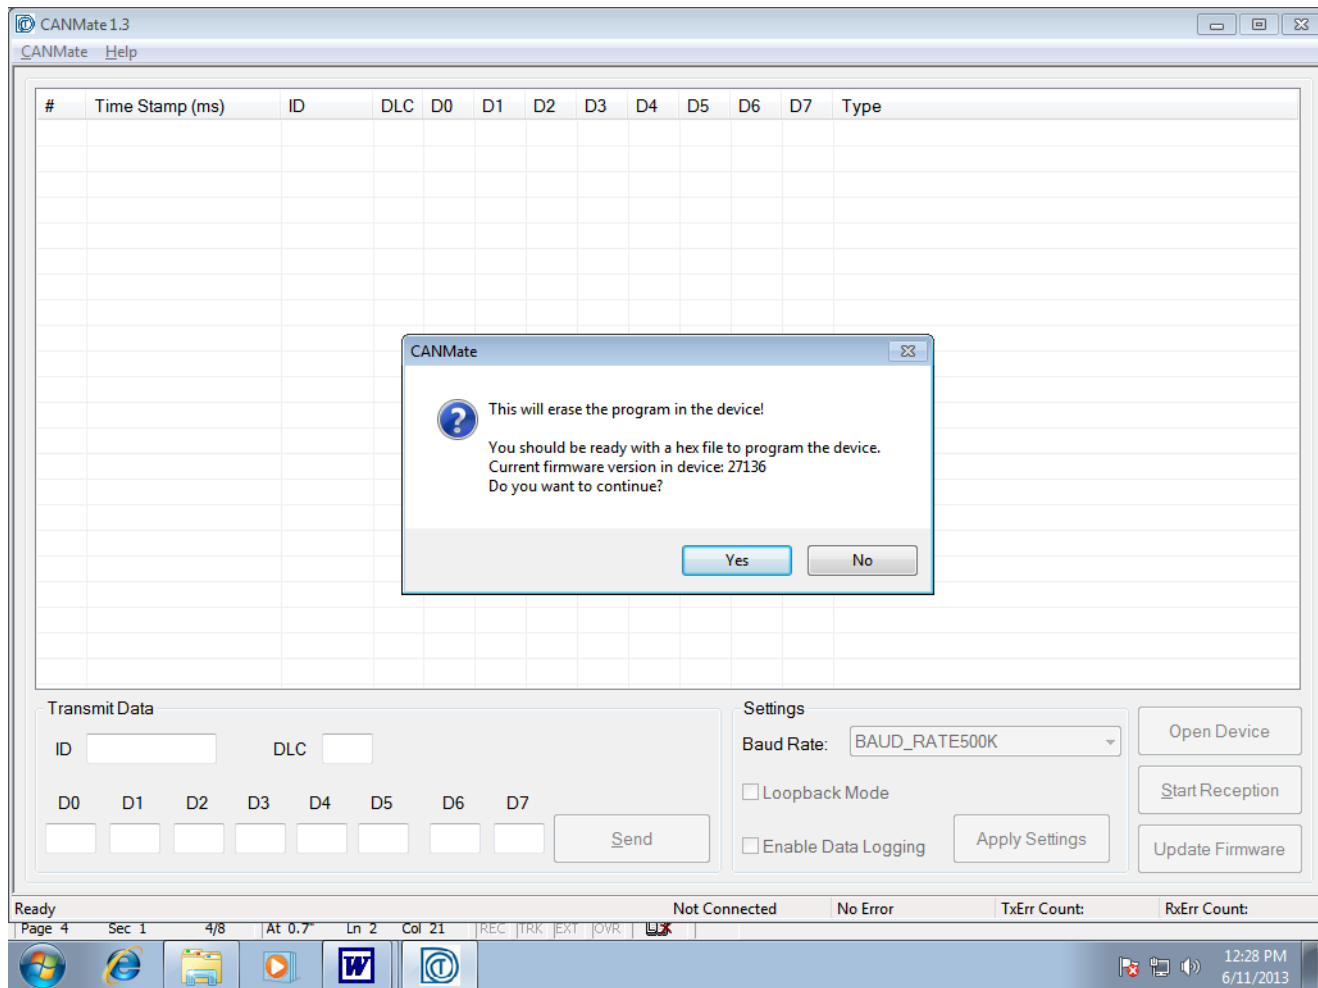 CANMate 1.3
CANMate Help
# Time Stamp (ms) ID DLC D0 D1 D2 D3 D4 D5 D6 D7 Type
CANMate
This will erase the program in the device!
You should be ready with a hex file to program the device.
Current firmware version in device: 27136
Do you want to continue?
Yes No
Transmit Data
ID DLC
D0 D1 D2 D3 D4 D5 D6 D7
Send
Settings
Baud Rate: BAUD_RATE500K
Loopback Mode
Enable Data Logging
Apply Settings
Open Device
Start Reception
Update Firmware
Ready Not Connected No Error TxErr Count: RxErr Count:
Page 4 Sec 1 4/8 At 0.7" Ln 2 Col 21 REC TRK EXT OVR
W
12:28 PM
6/11/2013